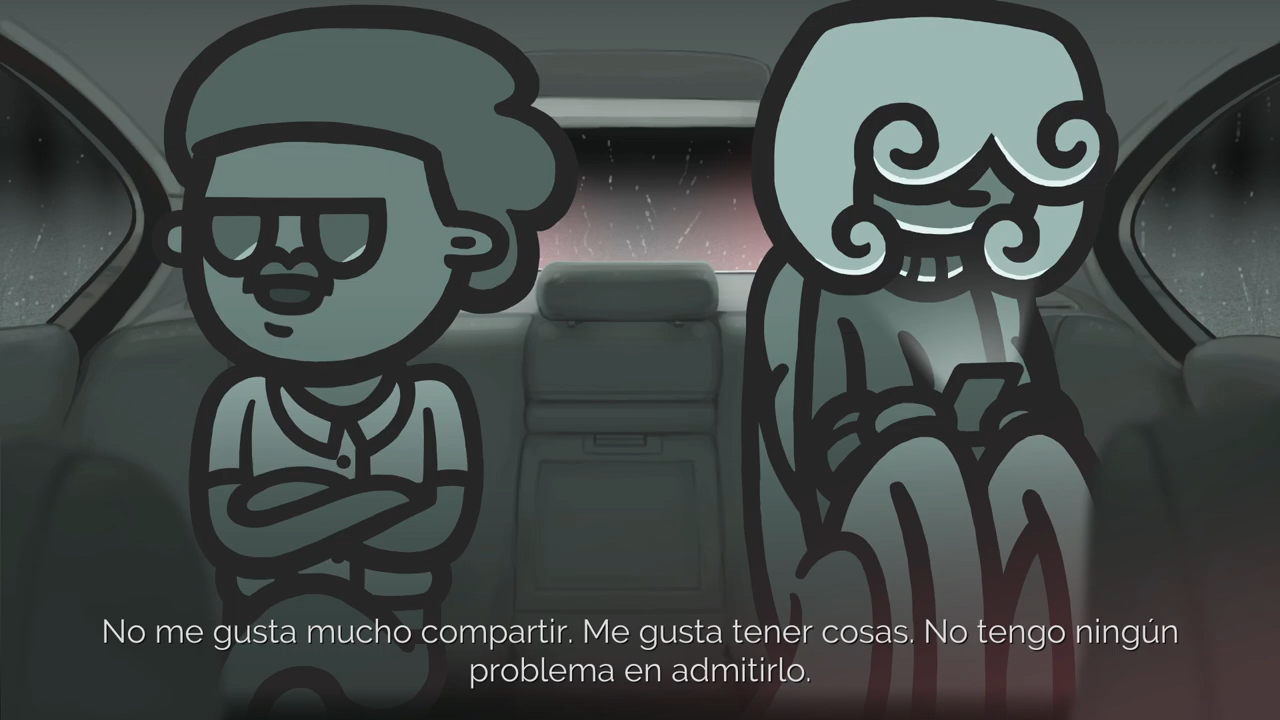 No me gusta mucho compartir. Me gusta tener cosas. No tengo ningún
problema en admitirlo.